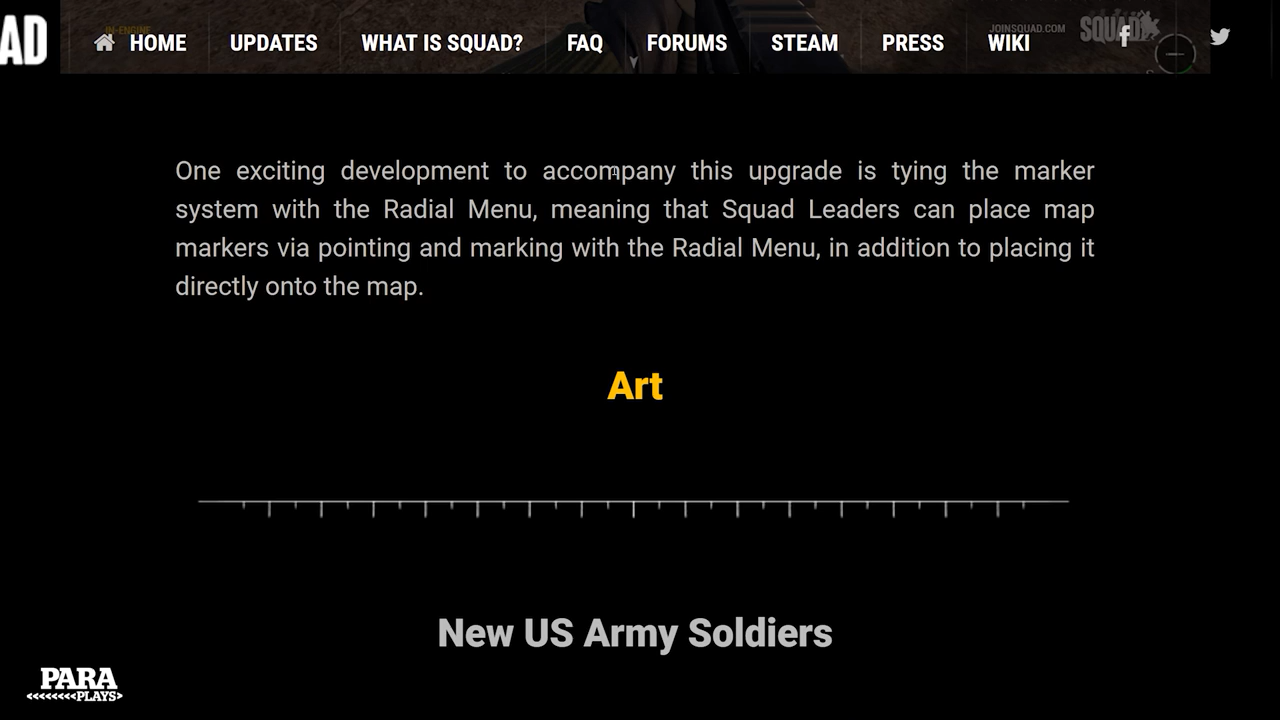 AD
HOME UPDATES WHAT IS SQUAD? FAQ FORUMS STEAM PRESS WIKI
IN-ENGINE
JOINSQUAD.COM
SQUAD
One exciting development to accompany this upgrade is tying the marker
system with the Radial Menu, meaning that Squad Leaders can place map
markers via pointing and marking with the Radial Menu, in addition to placing it
directly onto the map.
Art
New US Army Soldiers
PARA
<<<<<<<<PLAYS>